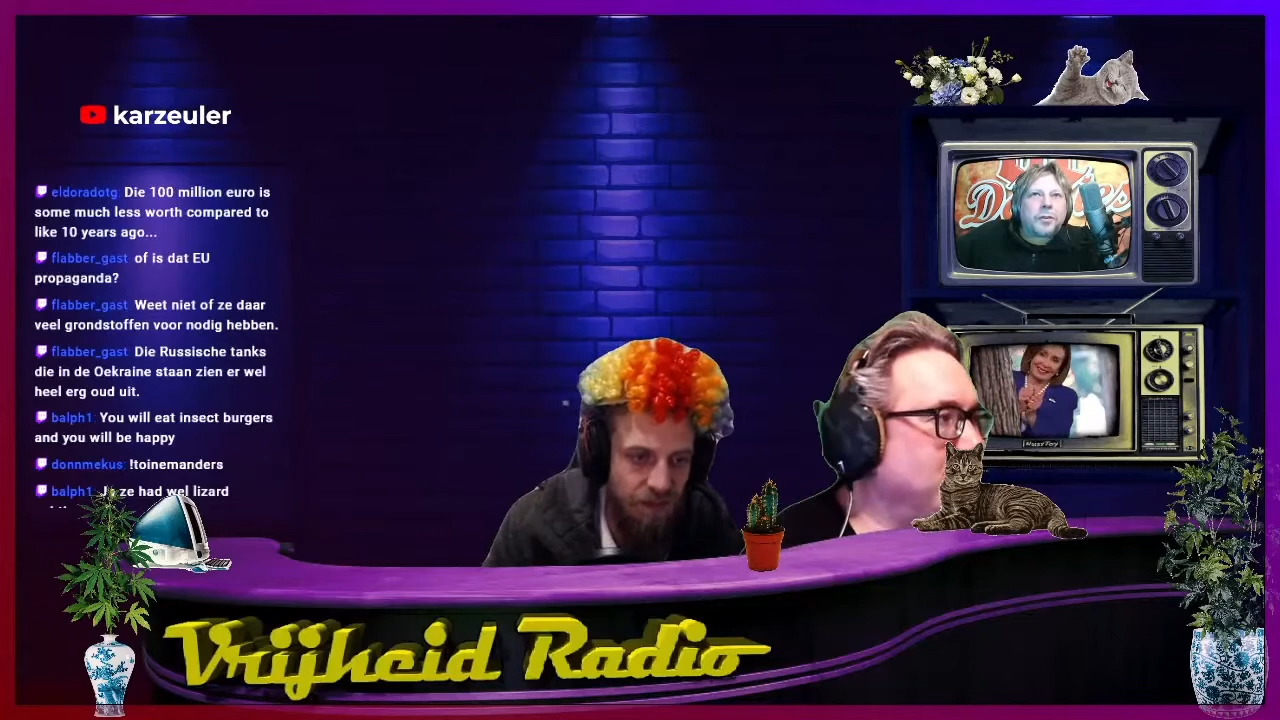 karzeuler
eldoradotg: Die 100 million euro is
some much less worth compared to
like 10 years ago...
flabber_gast: of is dat EU
propaganda?
flabber_gast: Weet niet of ze daar
veel grondstoffen voor nodig hebben.
flabber_gast: Die Russische tanks
die in de Oekraine staan zien er wel
heel erg oud uit.
balph1: You will eat insect burgers
and you will be happy
donnmekus: !toinemanders
balph1: Ja ze had wel lizard
Vrijheid Radio